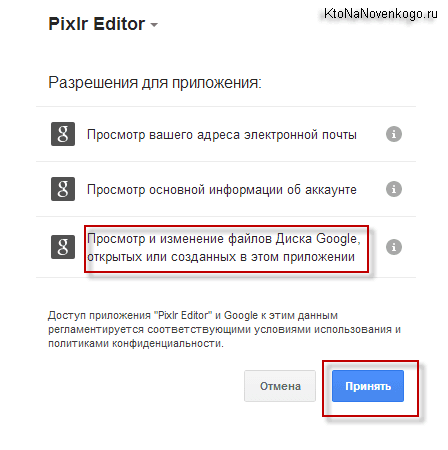 KtoNaNovenkogo.ru
Pixlr Editor
Разрешения для приложения:
Просмотр вашего адреса электронной почты
Просмотр основной информации об аккаунте
Просмотр и изменение файлов Диска Google,
открытых или созданных в этом приложении
Доступ приложения "Pixlr Editor" и Google к этим данным
регламентируется соответствующими условиями использования и
политиками конфиденциальности.
Отмена
Принять